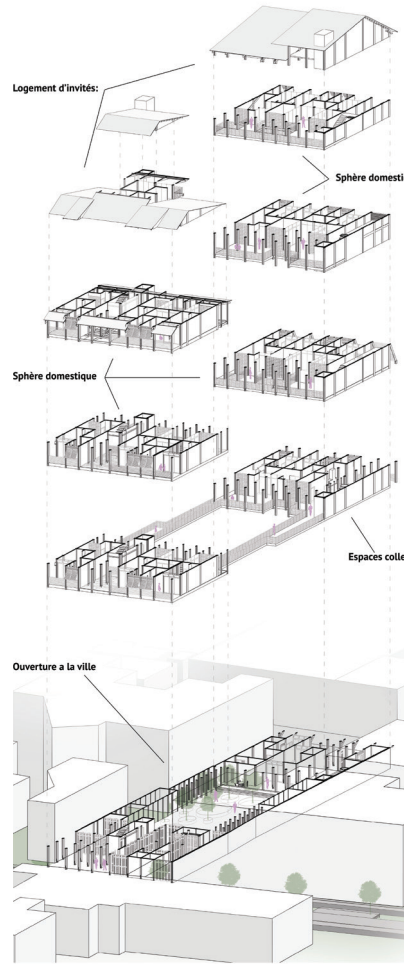 Logement d'invités:
Sphère domesti
Sphère domestique
Espaces colle
Ouverture a la ville